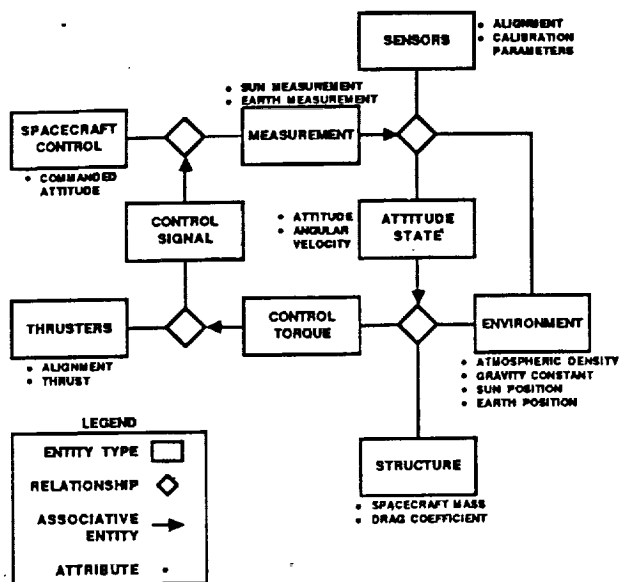 SENSORS
• ALIGNMENT
• CALIBRATION
PARAMETERS
• SUN MEASUREMENT
• EARTH MEASUREMENT
SPACECRAFT
CONTROL
MEASUREMENT
• COMMANDED
ATTITUDE
CONTROL
SIGNAL
• ATTITUDE
• ANGULAR
VELOCITY
ATTITUDE
STATE
THRUSTERS
CONTROL
TORQUE
ENVIRONMENT
• ALIGNMENT
• THRUST
• ATMOSPHERIC DENSITY
• GRAVITY CONSTANT
• SUN POSITION
• EARTH POSITION
LEGEND
ENTITY TYPE
RELATIONSHIP
ASSOCIATIVE
ENTITY
ATTRIBUTE •
STRUCTURE
• SPACECRAFT MASS
• DRAG COEFFICIENT